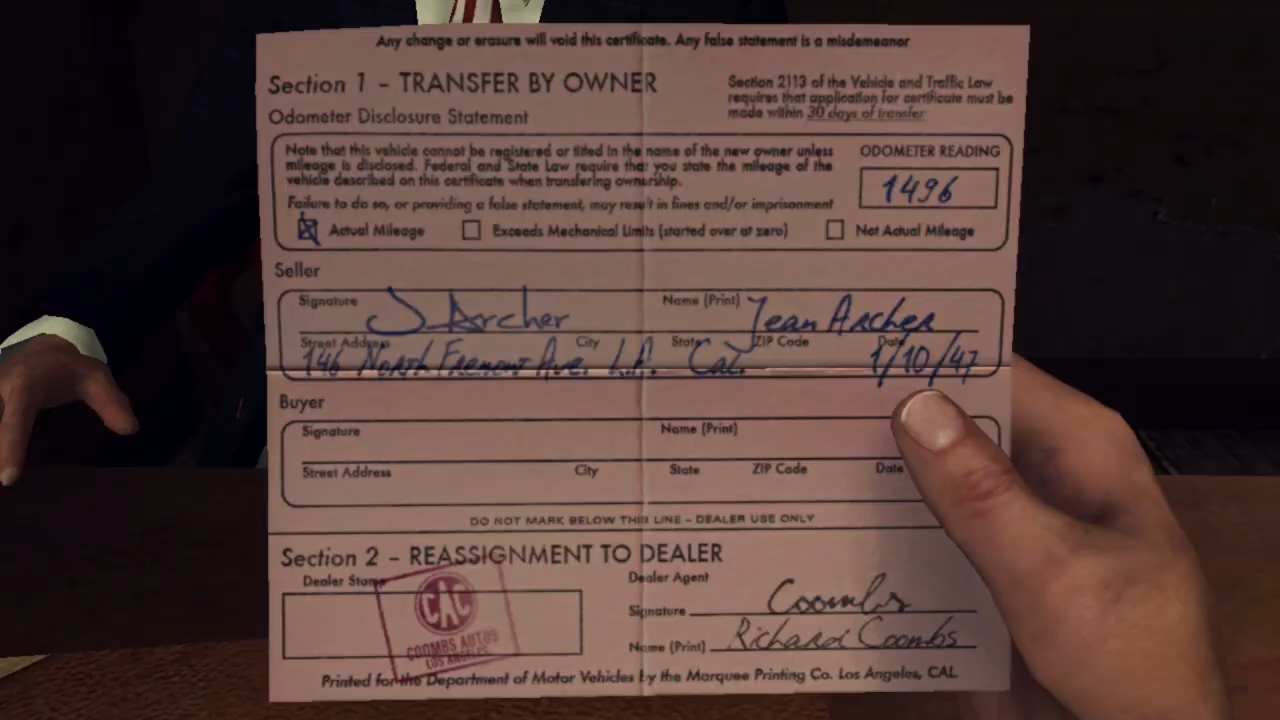 Any change or erasure will void this certificate. Any false statement is a misdemeanor
Section 1 - TRANSFER BY OWNER
Section 2113 of the Vehicle and Traffic Law
requires that application for certificate must be
made within 30 days of transfer
Odometer Disclosure Statement
Note that this vehicle cannot be registered or titled in the name of the new owner unless
mileage is disclosed. Federal and State Law require that you state the mileage of the
vehicle described on this certificate when transfering ownership.
Failure to do so, or providing a false statement, may result in fines and/or imprisonment
ODOMETER READING
1496
Actual Mileage Exceeds Mechanical Limits (started over at zero) Not Actual Mileage
Seller
Signature J Archer Name (Print) Jean Archer
Street Address City State ZIP Code Date
146 North Fremont Ave. L.A. Cal. 1/10/47
Buyer
Signature Name (Print)
Street Address City State ZIP Code Date
DO NOT MARK BELOW THIS LINE - DEALER USE ONLY
Section 2 - REASSIGNMENT TO DEALER
Dealer Stamp
CAC
COOMBS AUTOS
LOS ANGELES
Dealer Agent
Signature Coombs
Name (Print) Richard Coombs
Printed for the Department of Motor Vehicles by the Marquee Printing Co. Los Angeles, CAL